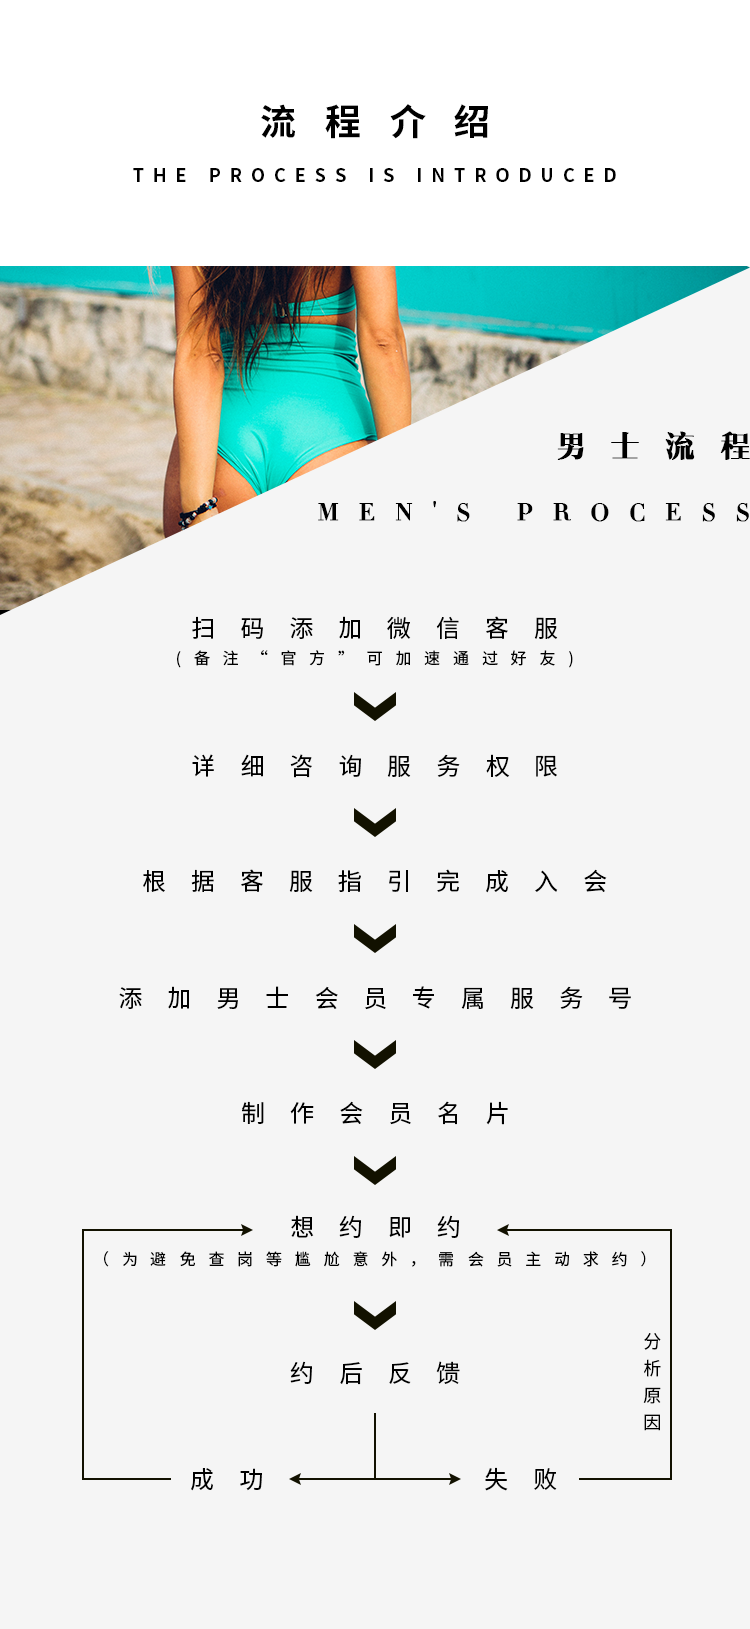 流程介绍
THE PROCESS IS INTRODUCED
男士流程
MEN'S PROCESS
扫码添加微信客服
(备注“官方”可加速通过好友)
详细咨询服务权限
根据客服指引完成入会
添加男士会员专属服务号
制作会员名片
想约即约
（为避免查岗等尴尬意外，需会员主动求约）
约后反馈
分析原因
成功
失败